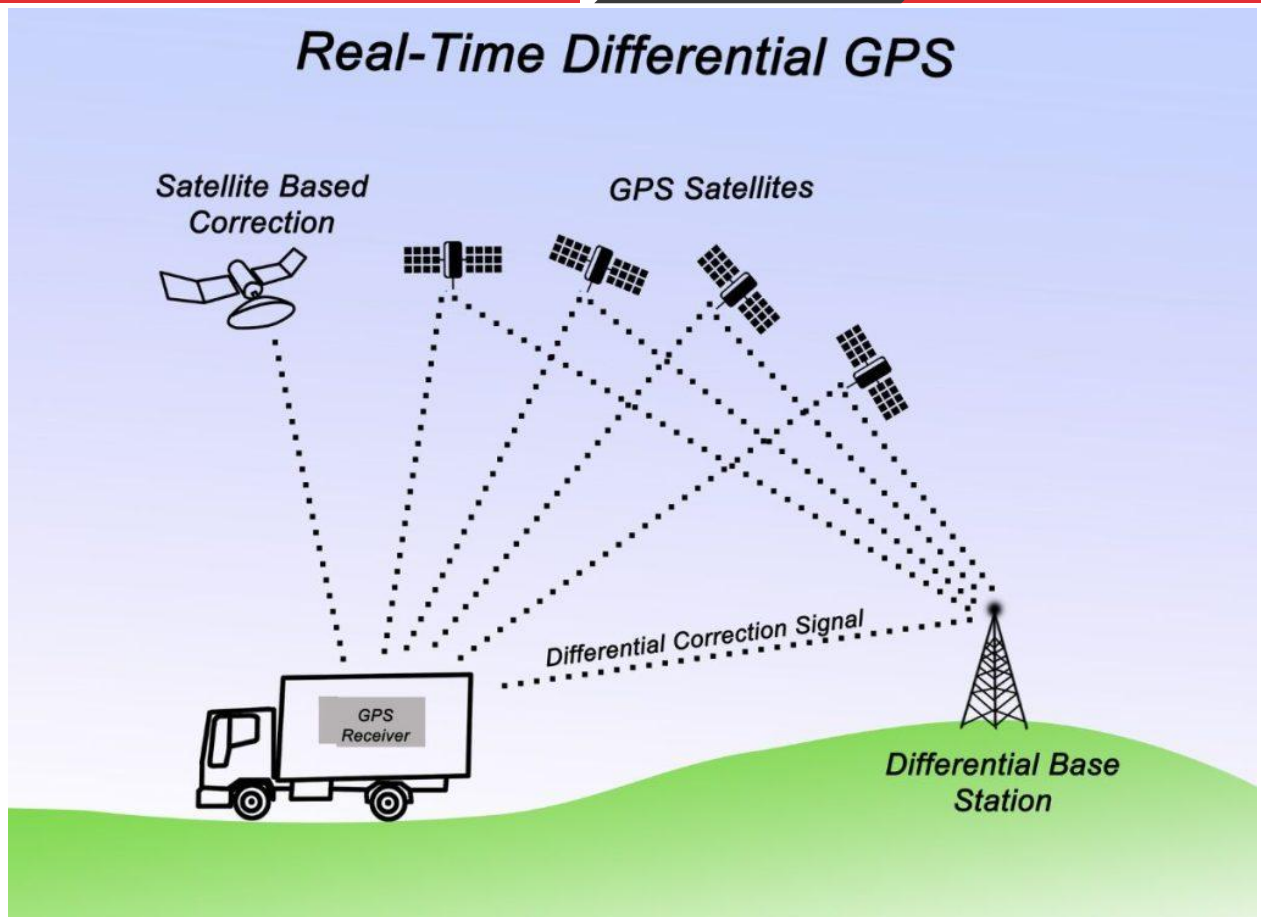 Real-Time Differential GPS
Satellite Based
Correction
GPS Satellites
Differential Correction Signal
GPS
Receiver
Differential Base
Station